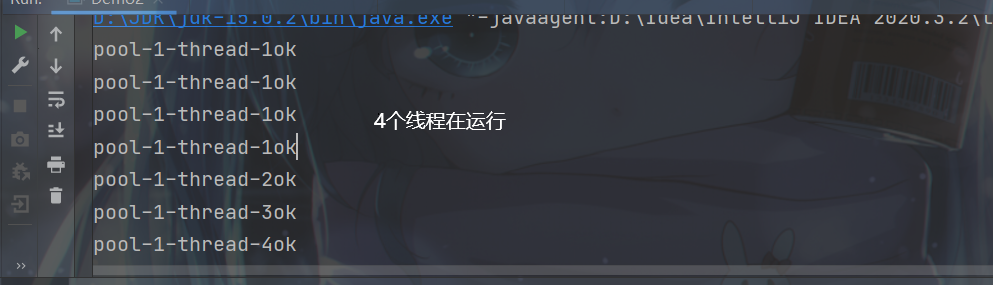 Run: Demo2
D:\JDK\jdk-15.0.2\bin\java.exe "-javaagent:D:\Idea\IntelliJ IDEA 2020.3.2\l
pool-1-thread-1ok
pool-1-thread-1ok
pool-1-thread-1ok
4个线程在运行
pool-1-thread-1ok
pool-1-thread-2ok
pool-1-thread-3ok
pool-1-thread-4ok